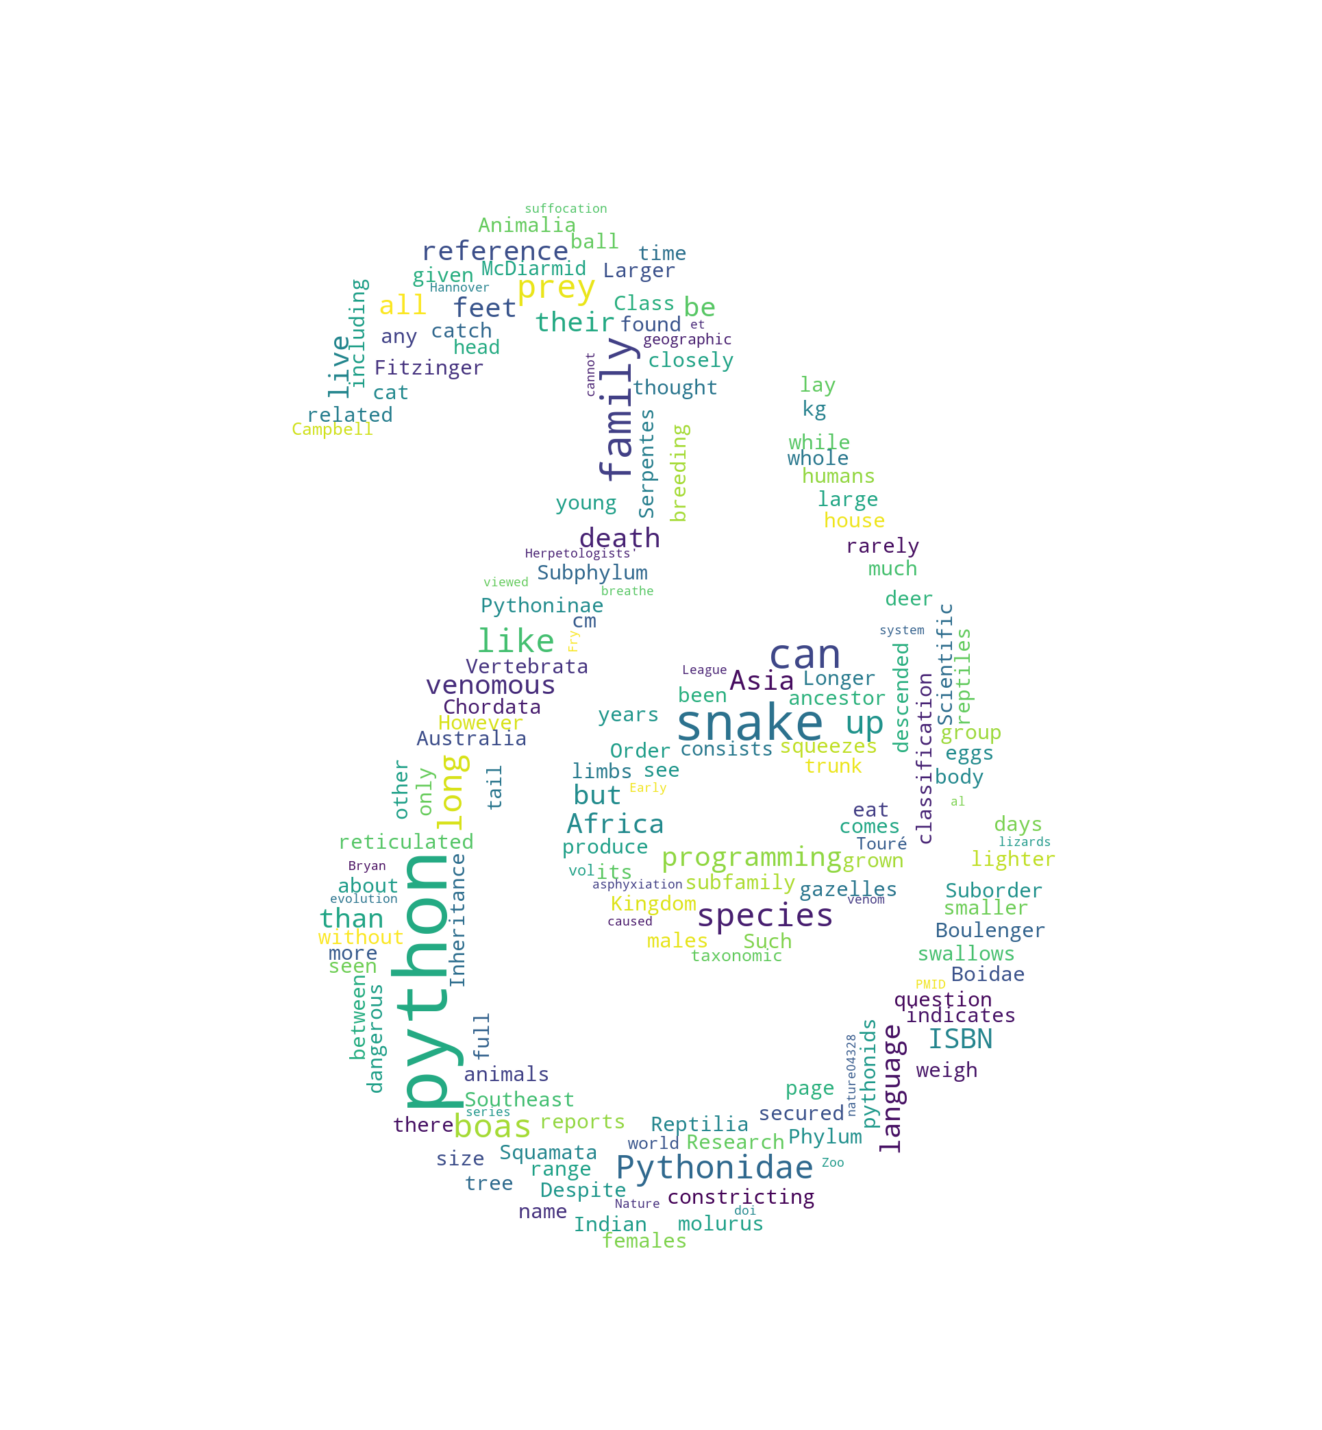 suffocation
Animalia
ball
reference
time
McDiarmid
Larger
given
Hannover
prey
all
feet
Class
be
including
their
found
et
any
catch
geographic
head
live
family
cannot
closely
Fitzinger
thought
cat
lay
related
kg
Campbell
Serpentes
breeding
while
whole
humans
young
large
house
death
rarely
Herpetologists'
Subphylum
much
viewed
breathe
deer
Pythoninae
cm
system
like
Fry
can
Scientific
reptiles
Vertebrata
League
Asia
Longer
descended
venomous
been
ancestor
Chordata
years
snake
up
However
group
Australia
Order
consists
squeezes
classification
eggs
limbs
see
trunk
body
other
only
long
tail
but
Early
al
eat
Africa
comes
days
reticulated
produce
Touré
lizards
programming
grown
lighter
Bryan
vol
its
about
asphyxiation
subfamily
gazelles
Suborder
evolution
Kingdom
venom
smaller
python
Inheritance
than
caused
species
Boulenger
without
males
Such
more
taxonomic
swallows
seen
Boidae
PMID
question
between
dangerous
indicates
full
ISBN
animals
nature04328
pythonids
language
weigh
Southeast
page
series
secured
there
boas
reports
Reptilia
Phylum
world
Research
size
Squamata
Pythonidae
Zoo
range
tree
Despite
constricting
name
Nature
doi
Indian
molurus
females